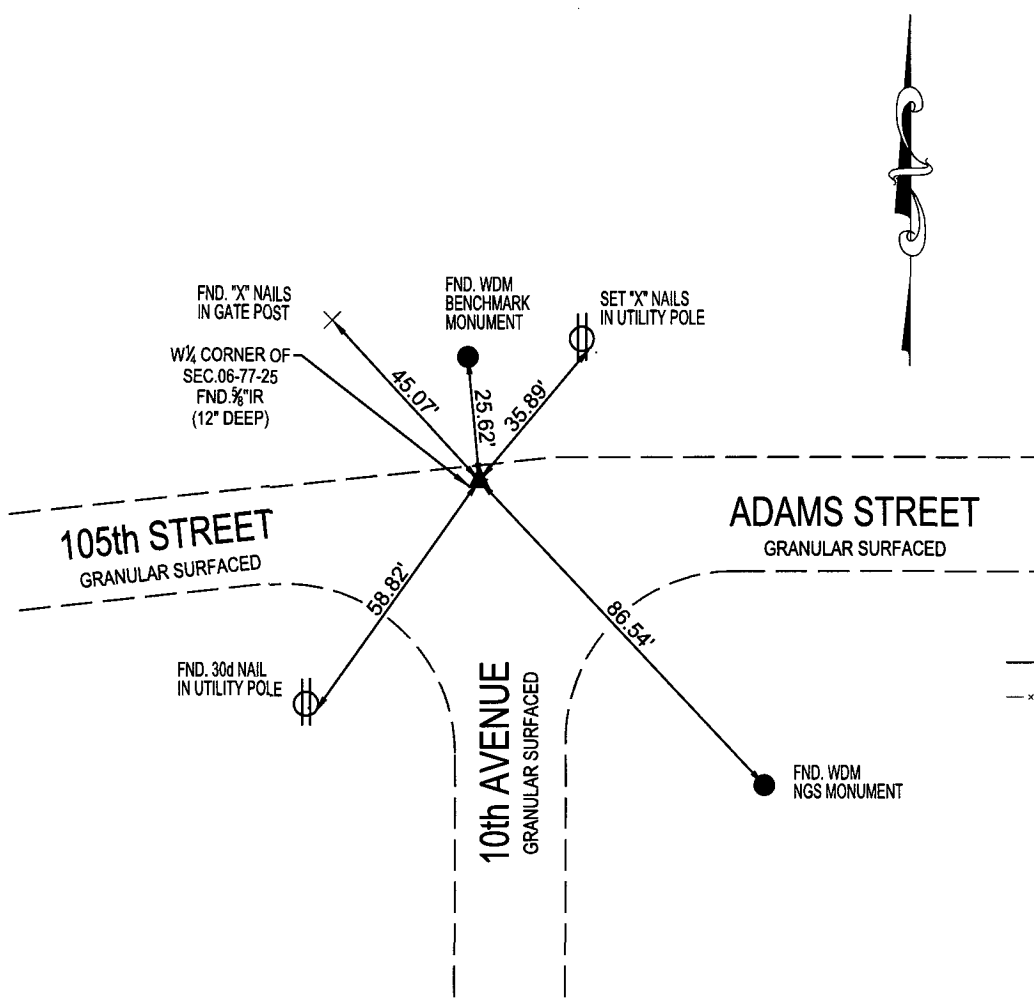 FND. "X" NAILS
IN GATE POST
FND. WDM
BENCHMARK
MONUMENT
SET "X" NAILS
IN UTILITY POLE
W¼ CORNER OF
SEC.06-77-25
FND.⅝"IR
(12" DEEP)
45.07'
25.62'
35.89'
105th STREET
GRANULAR SURFACED
ADAMS STREET
GRANULAR SURFACED
58.82'
86.54'
FND. 30d NAIL
IN UTILITY POLE
10th AVENUE
GRANULAR SURFACED
FND. WDM
NGS MONUMENT